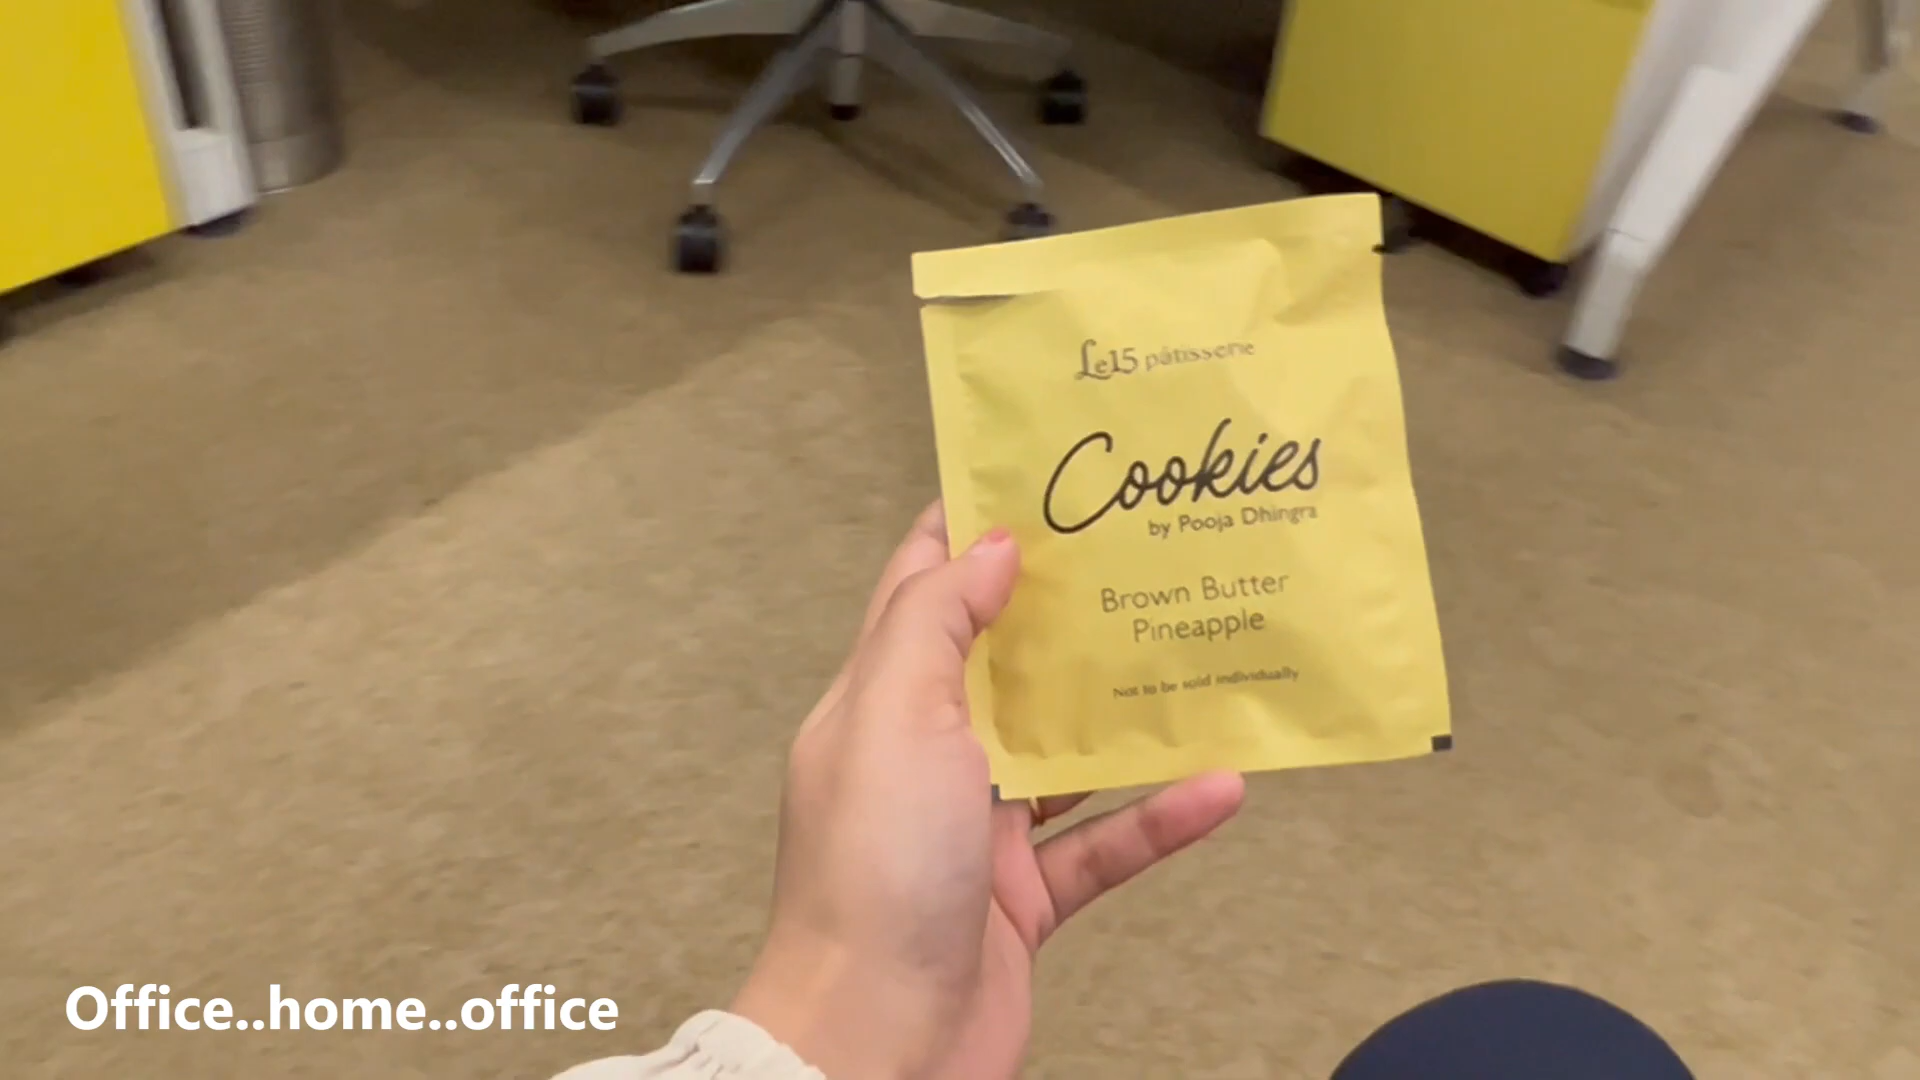 Le15 pâtisserie
Cookies
by Pooja Dhingra
Brown Butter
Pineapple
Not to be sold individually
Office..home..office